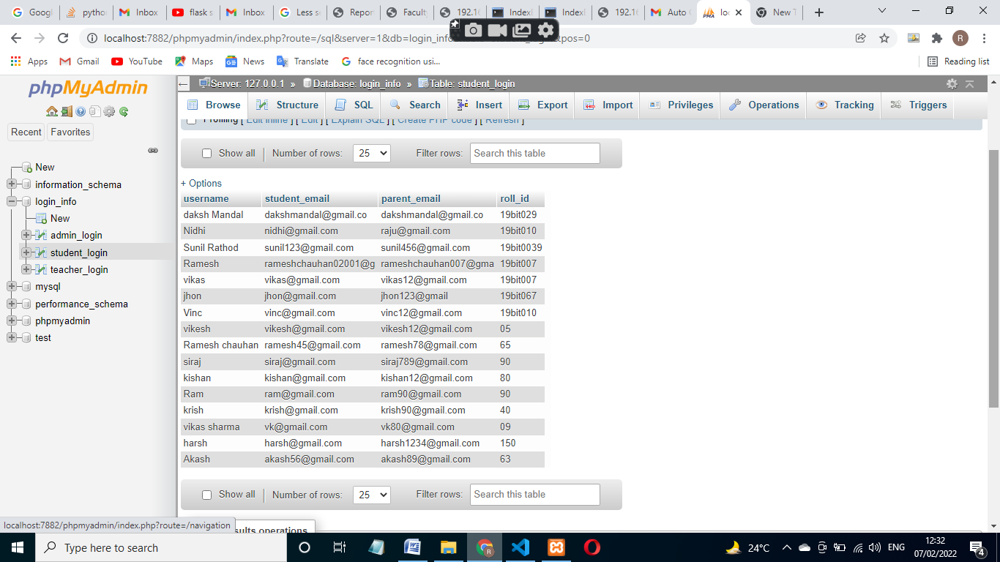 Googl python Inbox flask s Inbox Less se Report Facult 192.16 Index 192.16 Auto G loc New T
localhost:7882/phpmyadmin/index.php?route=/sql&server=1&db=login_info &pos=0
Apps Gmail YouTube Maps News Translate face recognition usi... Reading list
phpMyAdmin
Recent Favorites
New
information_schema
login_info
New
admin_login
student_login
teacher_login
mysql
performance_schema
phpmyadmin
test
Server: 127.0.0.1 » Database: login_info » Table: student_login
Browse Structure SQL Search Insert Export Import Privileges Operations Tracking Triggers
Profiling [ Edit inline ] [ Edit ] [ Explain SQL ] [ Create PHP code ] [ Refresh ]
Show all | Number of rows: 25 Filter rows: Search this table
+ Options
username student_email parent_email roll_id
daksh Mandal dakshmandal@gmail.co dakshmandal@gmail.co 19bit029
Nidhi nidhi@gmail.com raju@gmail.com 19bit010
Sunil Rathod sunil123@gmail.com sunil456@gmail.com 19bit0039
Ramesh rameshchauhan02001@g rameshchauhan007@gma 19bit007
vikas vikas@gmail.com vikas12@gmail.com 19bit007
jhon jhon@gmail.com jhon123@gmail 19bit067
Vinc vinc@gmail.com vinc12@gmail.com 19bit010
vikesh vikesh@gmail.com vikesh12@gmail.com 05
Ramesh chauhan ramesh45@gmail.com ramesh78@gmail.com 65
siraj siraj@gmail.com siraj789@gmail.com 90
kishan kishan@gmail.com kishan12@gmail.com 80
Ram ram@gmail.com ram90@gmail.com 90
krish krish@gmail.com krish90@gmail.com 40
vikas sharma vk@gmail.com vk80@gmail.com 09
harsh harsh@gmail.com harsh1234@gmail.com 150
Akash akash56@gmail.com akash89@gmail.com 63
Show all | Number of rows: 25 Filter rows: Search this table
localhost:7882/phpmyadmin/index.php?route=/navigation
sults operations
Type here to search
24°C ENG 12:32
07/02/2022 4